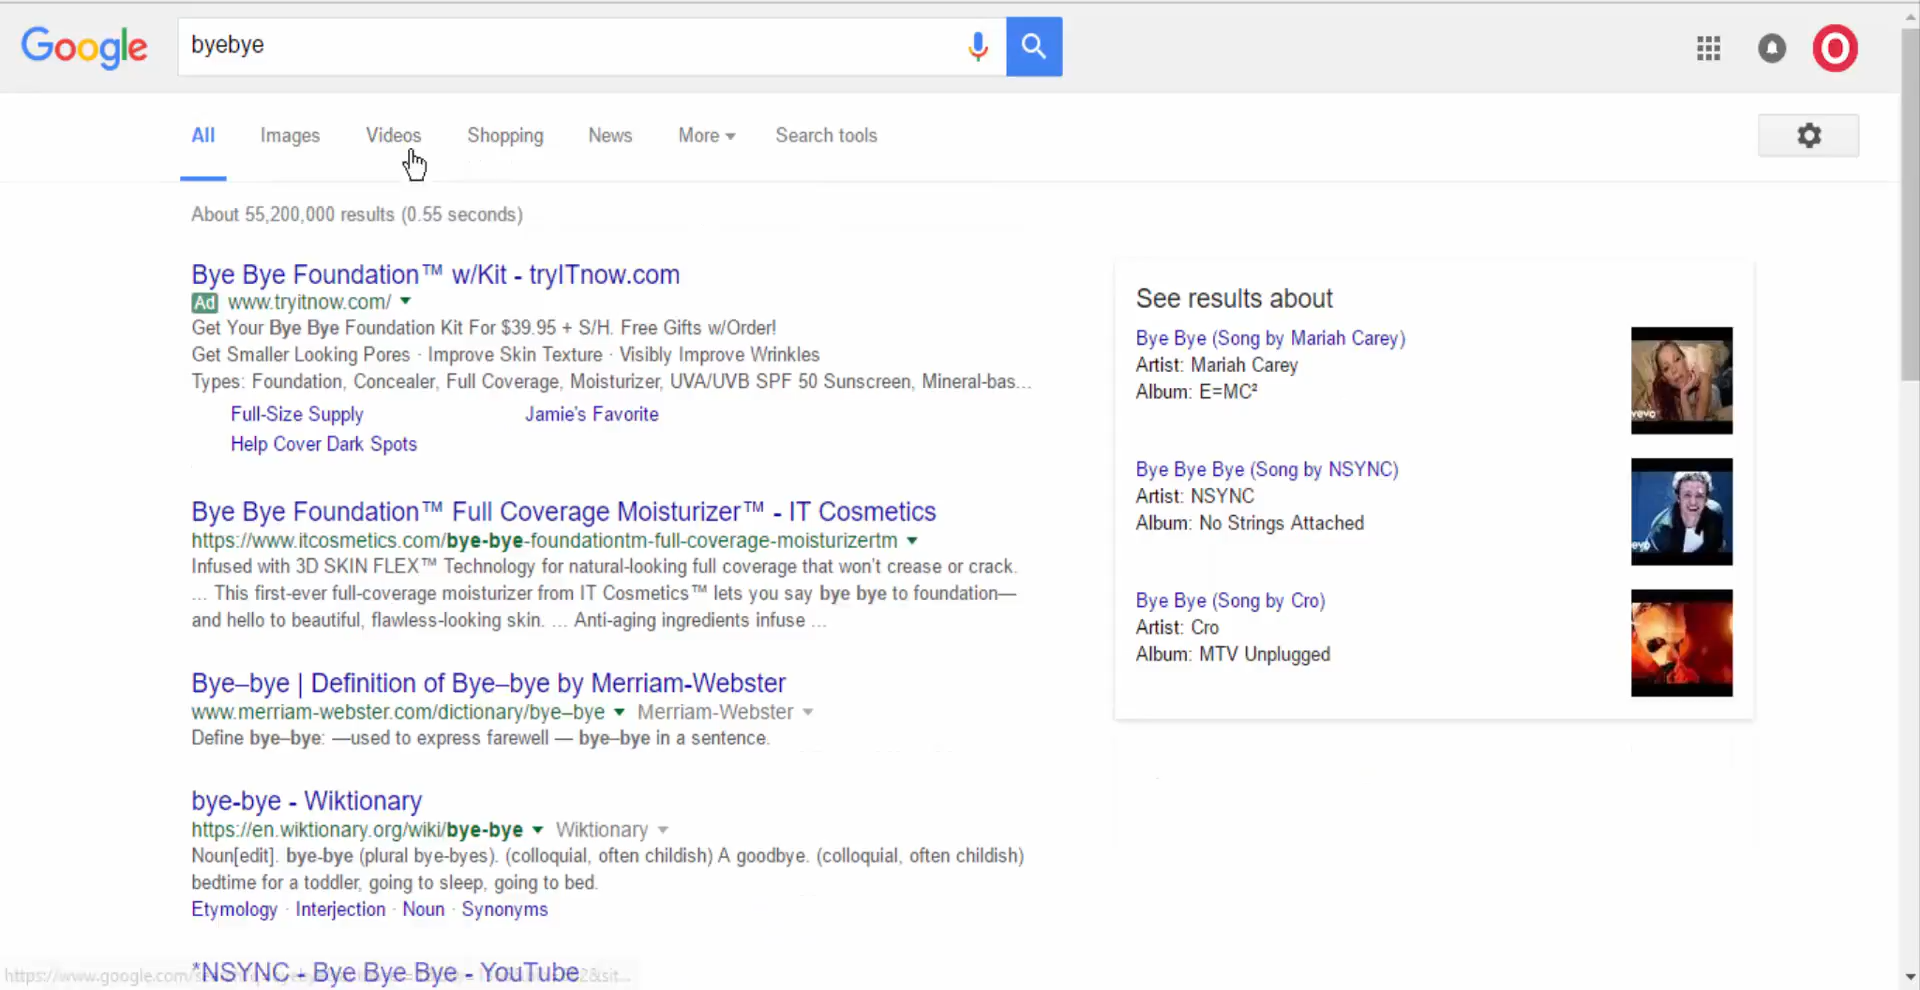 Google
byebye
O
All Images Videos Shopping News More Search tools
About 55,200,000 results (0.55 seconds)
Bye Bye Foundation™ w/Kit - tryITnow.com
Ad www.tryitnow.com/
Get Your Bye Bye Foundation Kit For $39.95 + S/H. Free Gifts w/Order!
Get Smaller Looking Pores · Improve Skin Texture · Visibly Improve Wrinkles
Types: Foundation, Concealer, Full Coverage, Moisturizer, UVA/UVB SPF 50 Sunscreen, Mineral-bas...
Full-Size Supply Jamie's Favorite
Help Cover Dark Spots
Bye Bye Foundation™ Full Coverage Moisturizer™ - IT Cosmetics
https://www.itcosmetics.com/bye-bye-foundationtm-full-coverage-moisturizertm
Infused with 3D SKIN FLEX™ Technology for natural-looking full coverage that won't crease or crack.
... This first-ever full-coverage moisturizer from IT Cosmetics™ lets you say bye bye to foundation—
and hello to beautiful, flawless-looking skin. ... Anti-aging ingredients infuse ...
Bye–bye | Definition of Bye–bye by Merriam-Webster
www.merriam-webster.com/dictionary/bye–bye Merriam-Webster
Define bye–bye: —used to express farewell — bye–bye in a sentence.
bye-bye - Wiktionary
https://en.wiktionary.org/wiki/bye-bye Wiktionary
Noun[edit]. bye-bye (plural bye-byes). (colloquial, often childish) A goodbye. (colloquial, often childish)
bedtime for a toddler, going to sleep, going to bed.
Etymology · Interjection · Noun · Synonyms
*NSYNC - Bye Bye Bye - YouTube
https://www.google.com/
See results about
Bye Bye (Song by Mariah Carey)
Artist: Mariah Carey
Album: E=MC²
vevo
Bye Bye Bye (Song by NSYNC)
Artist: NSYNC
Album: No Strings Attached
Bye Bye (Song by Cro)
Artist: Cro
Album: MTV Unplugged